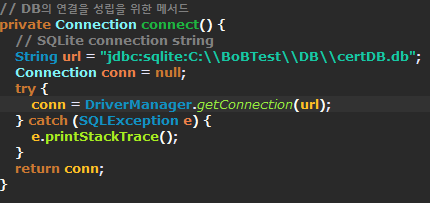 // DB의 연결을 성립을 위한 메서드
private Connection connect() {
// SQLite connection string
String url = "jdbc:sqlite:C:\\BoBTest\\DB\\certDB.db";
Connection conn = null;
try {
conn = DriverManager.getConnection(url);
} catch (SQLException e) {
e.printStackTrace();
}
return conn;
}